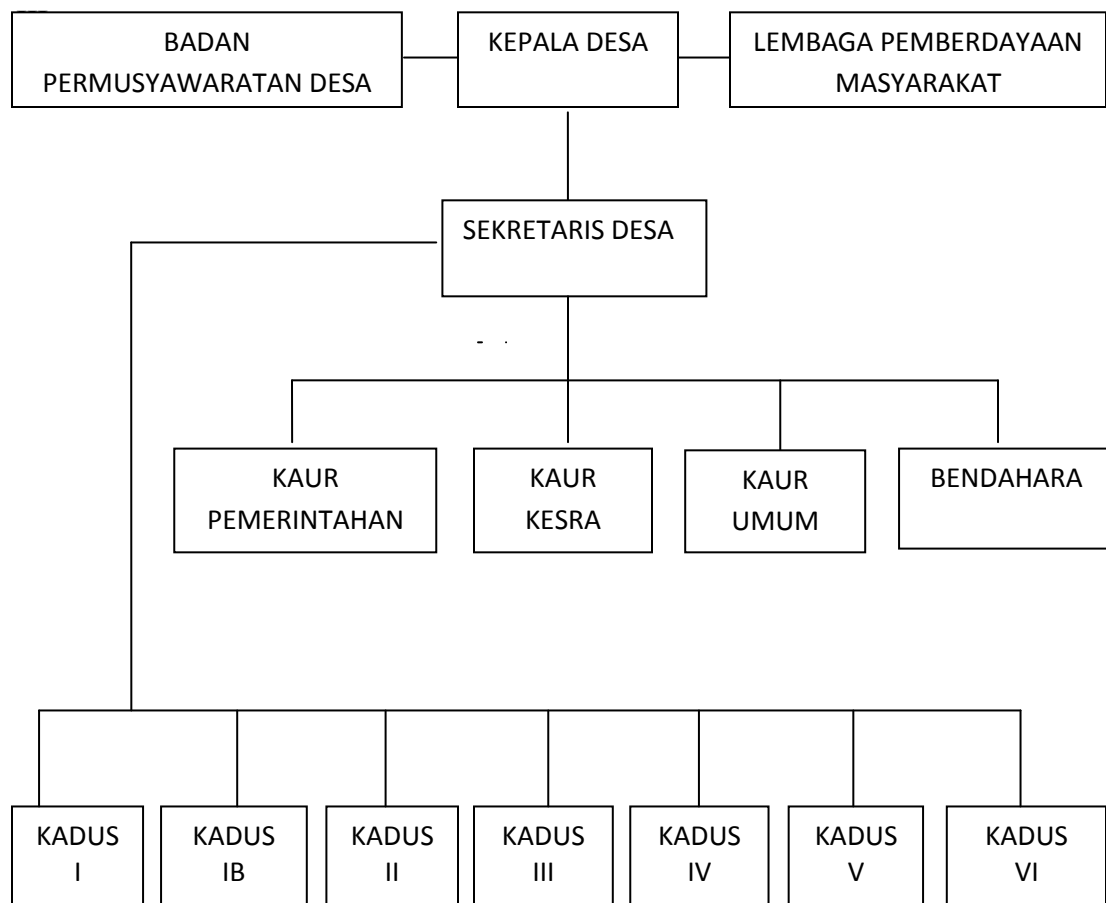 BADAN
PERMUSYAWARATAN DESA
KEPALA DESA
LEMBAGA PEMBERDAYAAN
MASYARAKAT
SEKRETARIS DESA
KAUR
PEMERINTAHAN
KAUR
KESRA
KAUR
UMUM
BENDAHARA
KADUS
I
KADUS
IB
KADUS
II
KADUS
III
KADUS
IV
KADUS
V
KADUS
VI